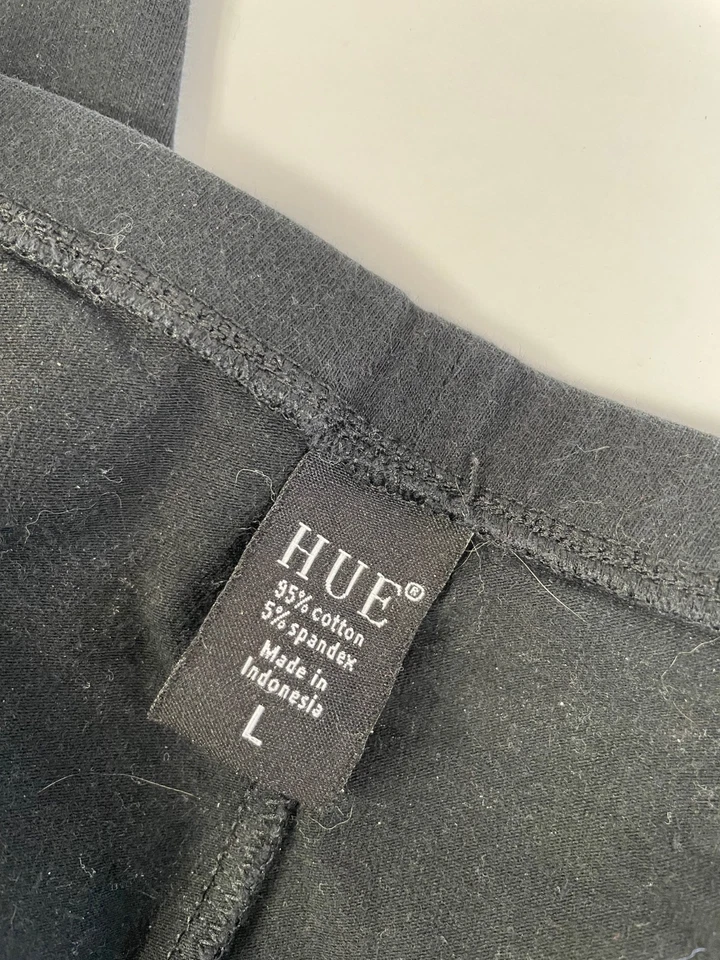 HUE®
95% cotton
5% spandex
Made in
Indonesia
L